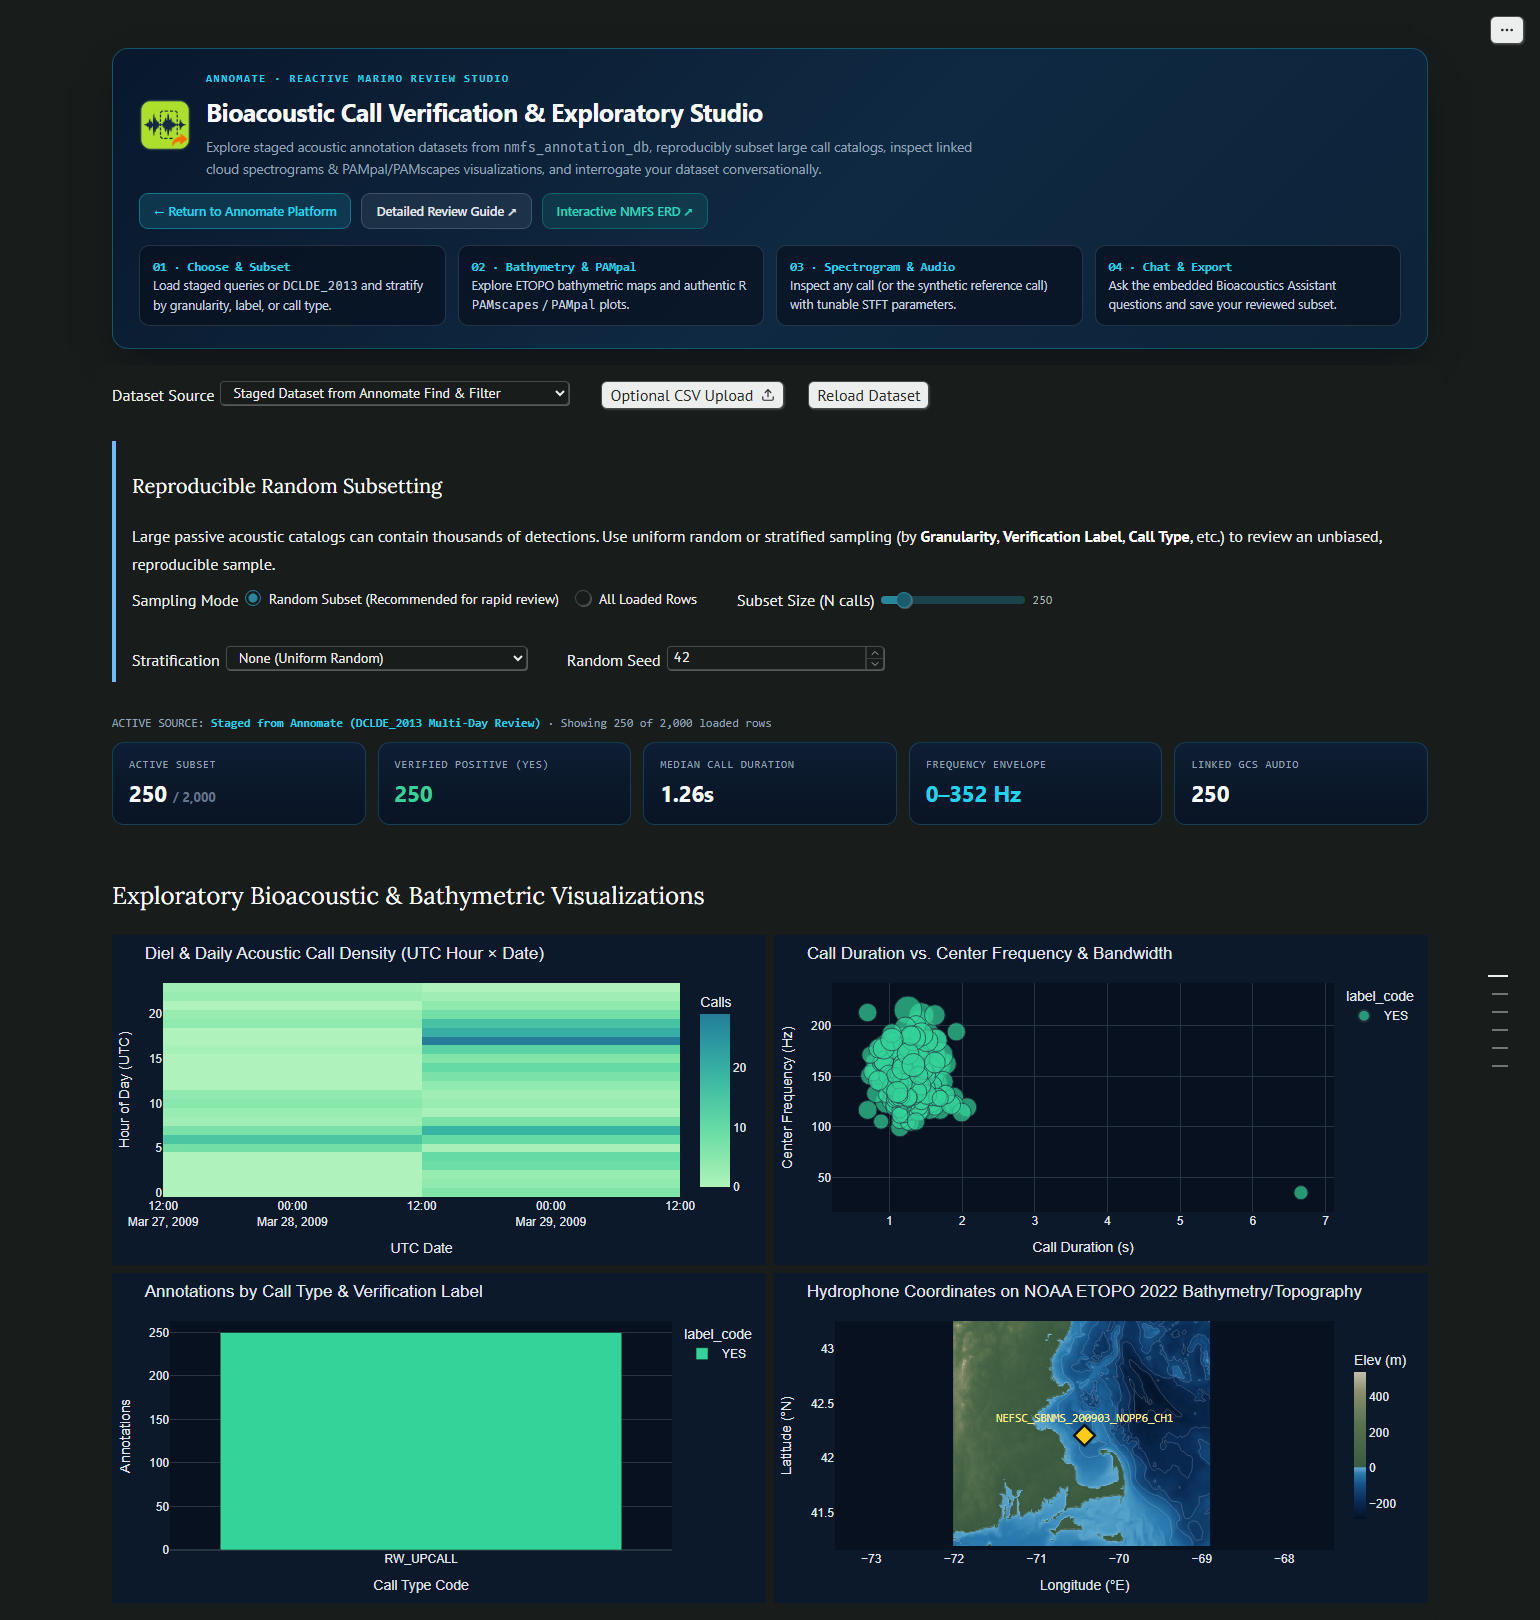 ...
ANNOMATE · REACTIVE MARIMO REVIEW STUDIO
Bioacoustic Call Verification & Exploratory Studio
Explore staged acoustic annotation datasets from nmfs_annotation_db, reproducibly subset large call catalogs, inspect linked
cloud spectrograms & PAMpal/PAMscapes visualizations, and interrogate your dataset conversationally.
← Return to Annomate Platform
Detailed Review Guide ↗
Interactive NMFS ERD ↗
01 · Choose & Subset
Load staged queries or DCLDE_2013 and stratify
by granularity, label, or call type.
02 · Bathymetry & PAMpal
Explore ETOPO bathymetric maps and authentic R
PAMscapes / PAMpal plots.
03 · Spectrogram & Audio
Inspect any call (or the synthetic reference call)
with tunable STFT parameters.
04 · Chat & Export
Ask the embedded Bioacoustics Assistant
questions and save your reviewed subset.
Dataset Source
Staged Dataset from Annomate Find & Filter
Optional CSV Upload
Reload Dataset
Reproducible Random Subsetting
Large passive acoustic catalogs can contain thousands of detections. Use uniform random or stratified sampling (by Granularity, Verification Label, Call Type, etc.) to review an unbiased,
reproducible sample.
Sampling Mode
Random Subset (Recommended for rapid review)
All Loaded Rows
Subset Size (N calls)
250
Stratification
None (Uniform Random)
Random Seed
42
ACTIVE SOURCE: Staged from Annomate (DCLDE_2013 Multi-Day Review) · Showing 250 of 2,000 loaded rows
ACTIVE SUBSET
250 / 2,000
VERIFIED POSITIVE (YES)
250
MEDIAN CALL DURATION
1.26s
FREQUENCY ENVELOPE
0–352 Hz
LINKED GCS AUDIO
250
Exploratory Bioacoustic & Bathymetric Visualizations
Diel & Daily Acoustic Call Density (UTC Hour × Date)
Hour of Day (UTC)
20
15
10
5
0
12:00
Mar 27, 2009
00:00
Mar 28, 2009
12:00
00:00
Mar 29, 2009
12:00
UTC Date
Calls
20
10
0
Call Duration vs. Center Frequency & Bandwidth
Center Frequency (Hz)
200
150
100
50
1
2
3
4
5
6
7
Call Duration (s)
label_code
YES
Annotations by Call Type & Verification Label
Annotations
250
200
150
100
50
0
RW_UPCALL
Call Type Code
label_code
YES
Hydrophone Coordinates on NOAA ETOPO 2022 Bathymetry/Topography
Latitude (°N)
43
42.5
42
41.5
NEFSC_SBNMS_200903_NOPP6_CH1
−73
−72
−71
−70
−69
−68
Longitude (°E)
Elev (m)
400
200
0
−200